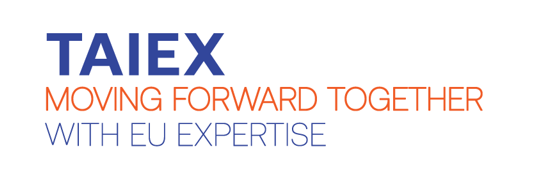 TAIEX
MOVING FORWARD TOGETHER
WITH EU EXPERTISE